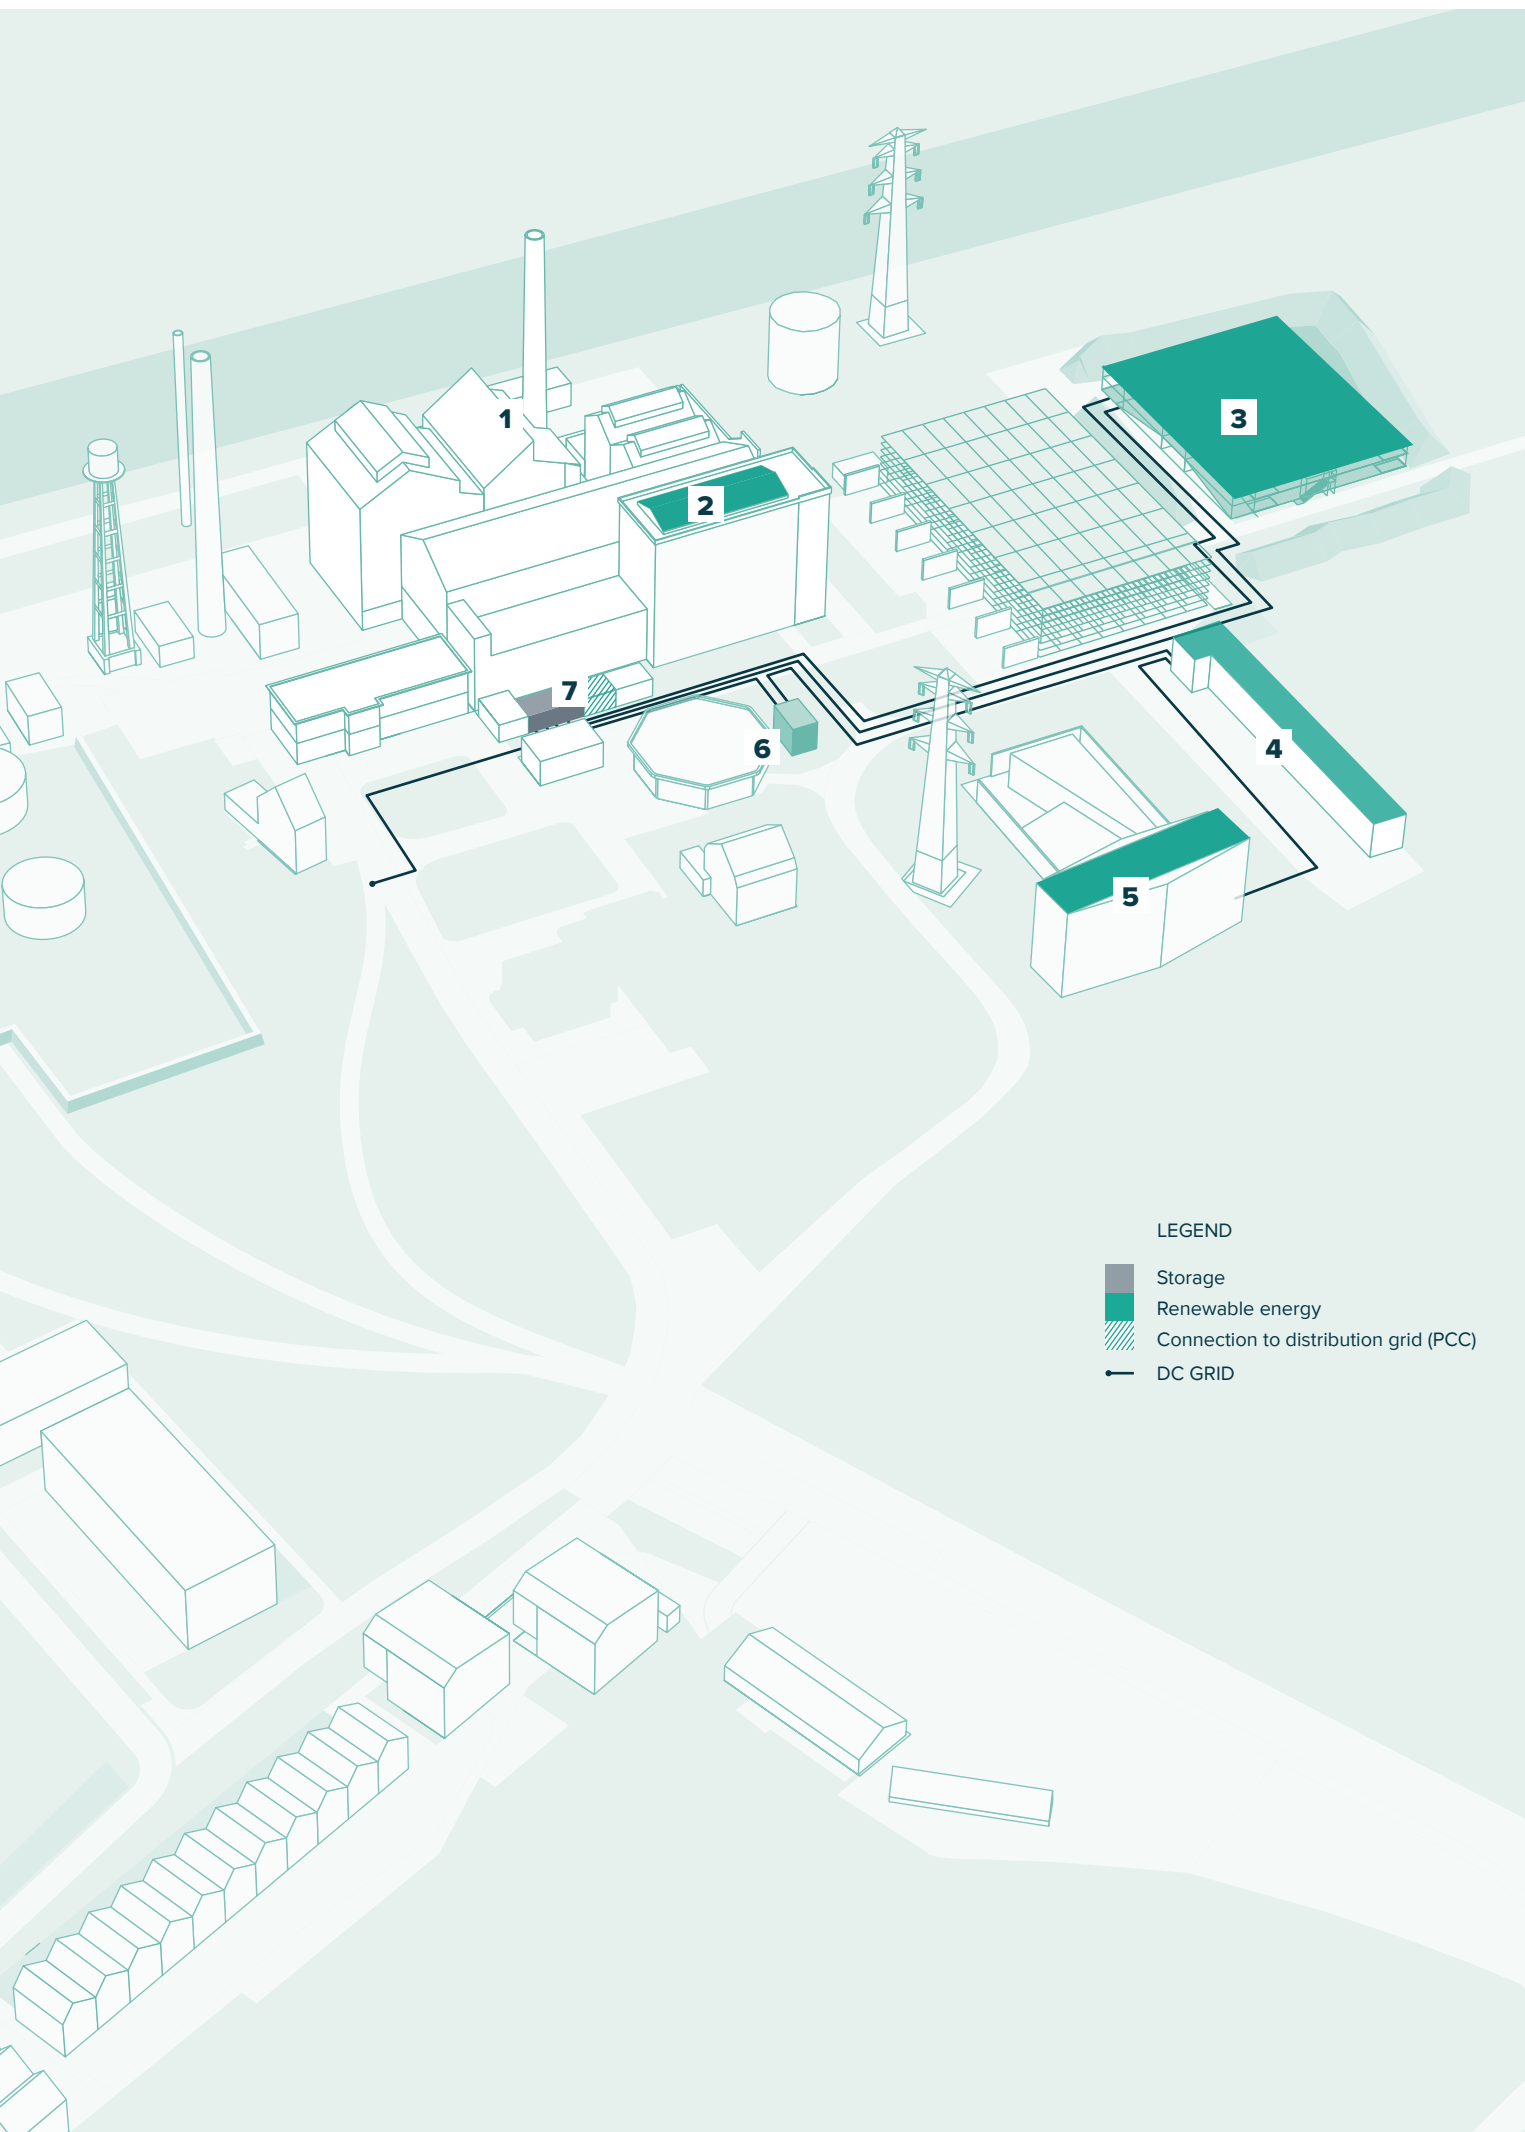 1
2
3
7
6
4
5
LEGEND
Storage
Renewable energy
Connection to distribution grid (PCC)
DC GRID